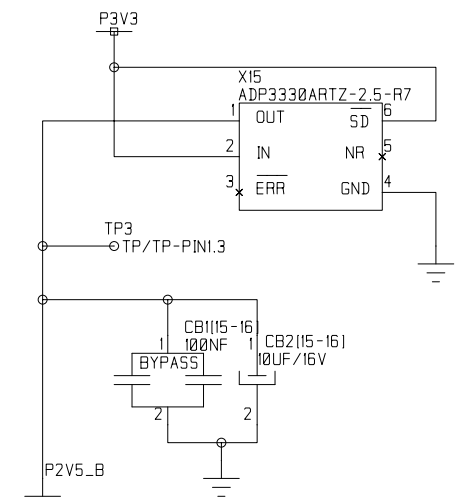 P3V3
X15
ADP3330ARTZ-2.5-R7
1 OUT SD 6
2 IN NR 5
3 ERR GND 4
TP3
TP/TP-PIN1.3
CB1[15-16]
1 100NF
BYPASS
2
CB2[15-16]
1 10UF/16V
2
P2V5_B